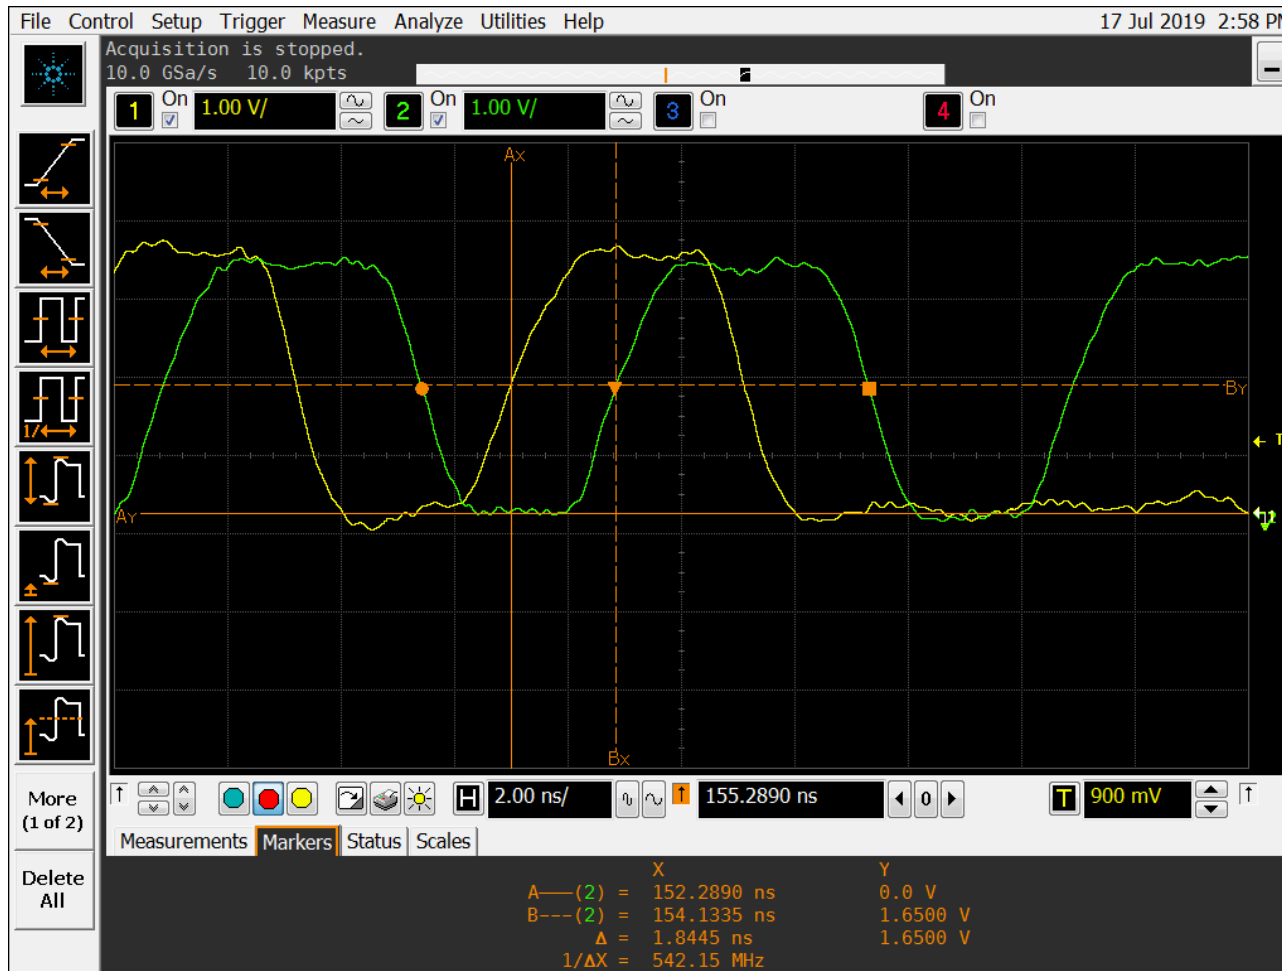 File Control Setup Trigger Measure Analyze Utilities Help 17 Jul 2019 2:58 PM
Acquisition is stopped.
10.0 GSa/s 10.0 kpts
1 On 1.00 V/ 2 On 1.00 V/ 3 On 4 On
Ax
By
T
Ay
1/
Bx
More
(1 of 2)
Delete
All
H 2.00 ns/ 155.2890 ns 0 T 900 mV
Measurements Markers Status Scales
X Y
A───(2) = 152.2890 ns 0.0 V
B---(2) = 154.1335 ns 1.6500 V
Δ = 1.8445 ns 1.6500 V
1/ΔX = 542.15 MHz